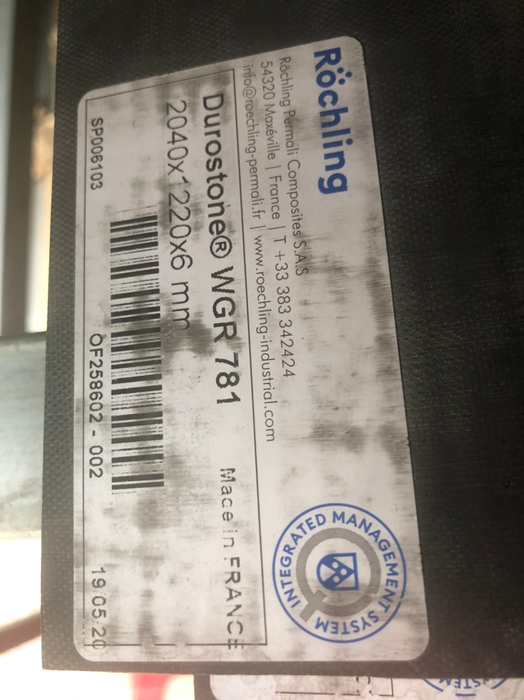 Röchling
Röchling Permali Composites S.A.S
54320 Maxéville | France | T +33 383 342424
info@roechling-permali.fr | www.roechling-industrial.com
Durostone® WGR 781
Made in FRANCE
2040x1220x6 mm
SP006103
OF258602 - 002
19.05.20
INTEGRATED MANAGEMENT SYSTEM